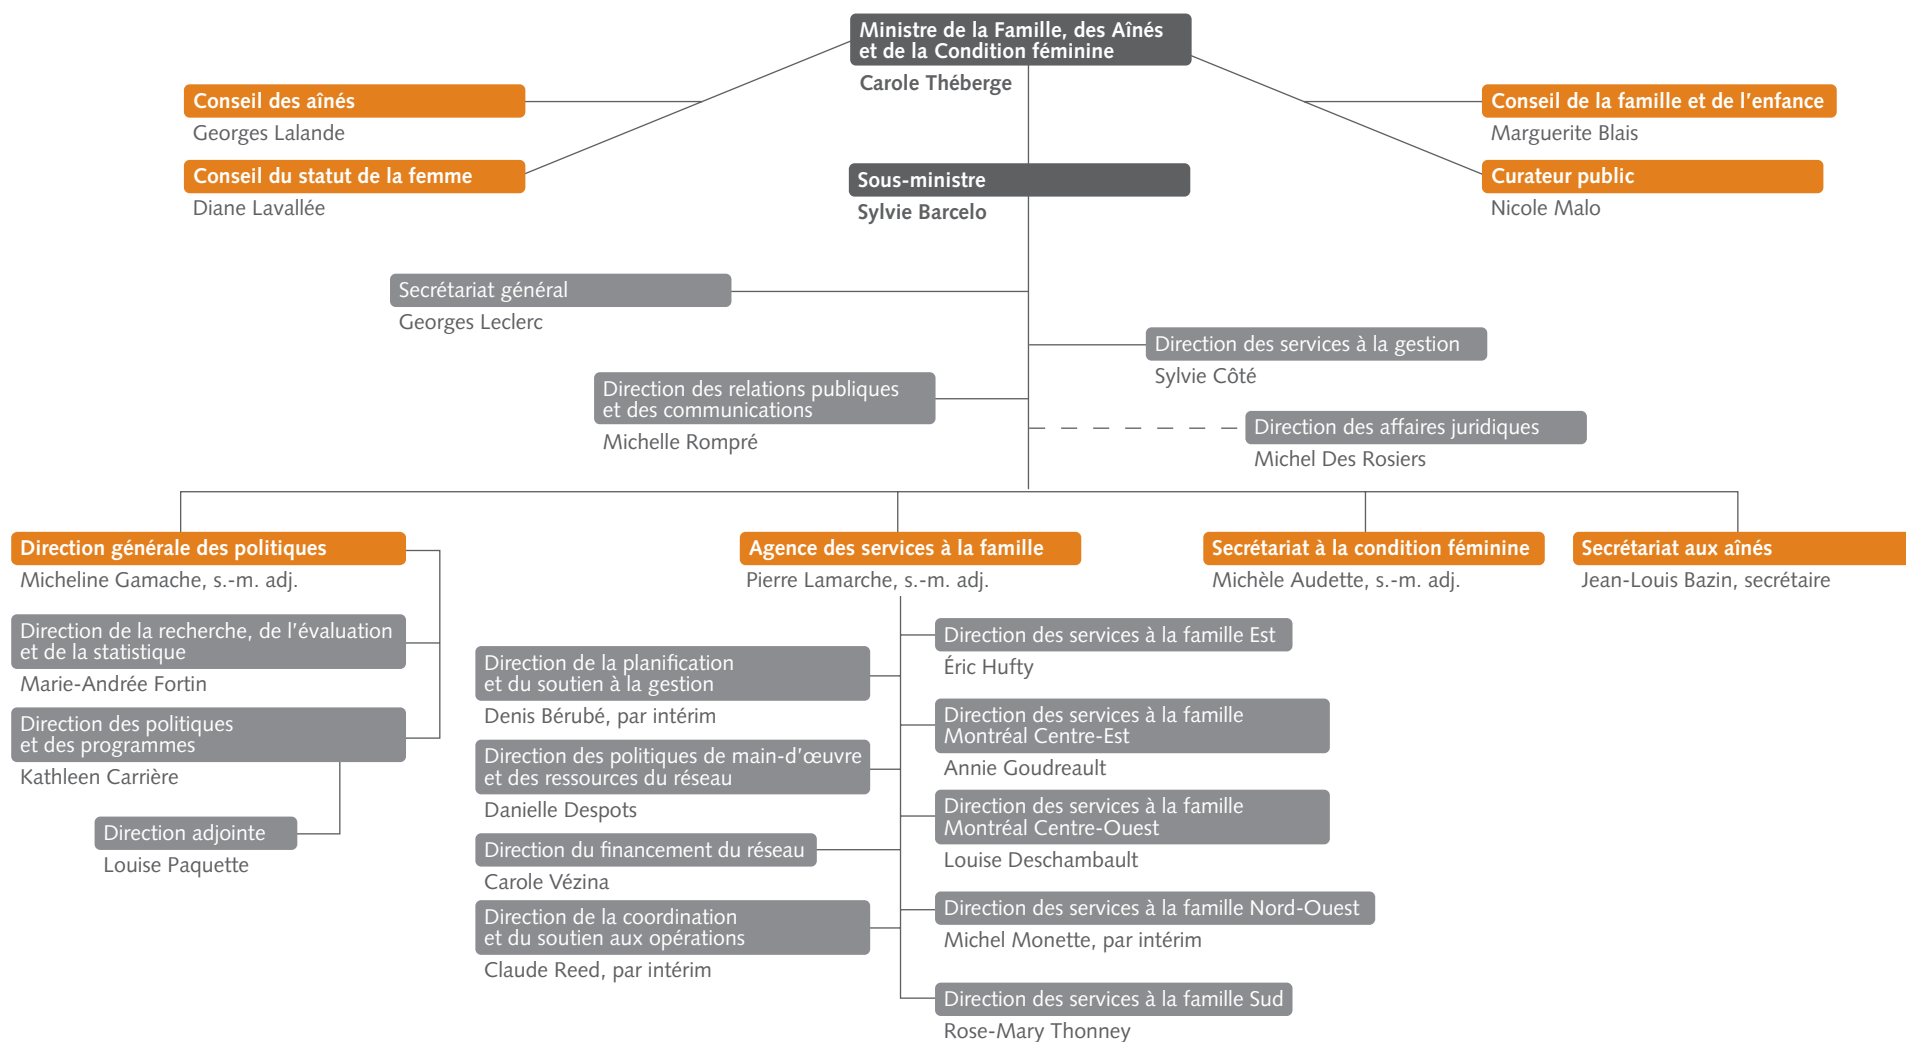 Ministre de la Famille, des Aînés
et de la Condition féminine
Carole Théberge
Conseil des aînés
Georges Lalande
Conseil du statut de la femme
Diane Lavallée
Conseil de la famille et de l'enfance
Marguerite Blais
Curateur public
Nicole Malo
Sous-ministre
Sylvie Barcelo
Secrétariat général
Georges Leclerc
Direction des services à la gestion
Sylvie Côté
Direction des relations publiques
et des communications
Michelle Rompré
Direction des affaires juridiques
Michel Des Rosiers
Direction générale des politiques
Micheline Gamache, s.-m. adj.
Direction de la recherche, de l'évaluation
et de la statistique
Marie-Andrée Fortin
Direction des politiques
et des programmes
Kathleen Carrière
Direction adjointe
Louise Paquette
Agence des services à la famille
Pierre Lamarche, s.-m. adj.
Direction de la planification
et du soutien à la gestion
Denis Bérubé, par intérim
Direction des politiques de main-d'œuvre
et des ressources du réseau
Danielle Despots
Direction du financement du réseau
Carole Vézina
Direction de la coordination
et du soutien aux opérations
Claude Reed, par intérim
Direction des services à la famille Est
Éric Hufty
Direction des services à la famille
Montréal Centre-Est
Annie Goudreault
Direction des services à la famille
Montréal Centre-Ouest
Louise Deschambault
Direction des services à la famille Nord-Ouest
Michel Monette, par intérim
Direction des services à la famille Sud
Rose-Mary Thonney
Secrétariat à la condition féminine
Michèle Audette, s.-m. adj.
Secrétariat aux aînés
Jean-Louis Bazin, secrétaire